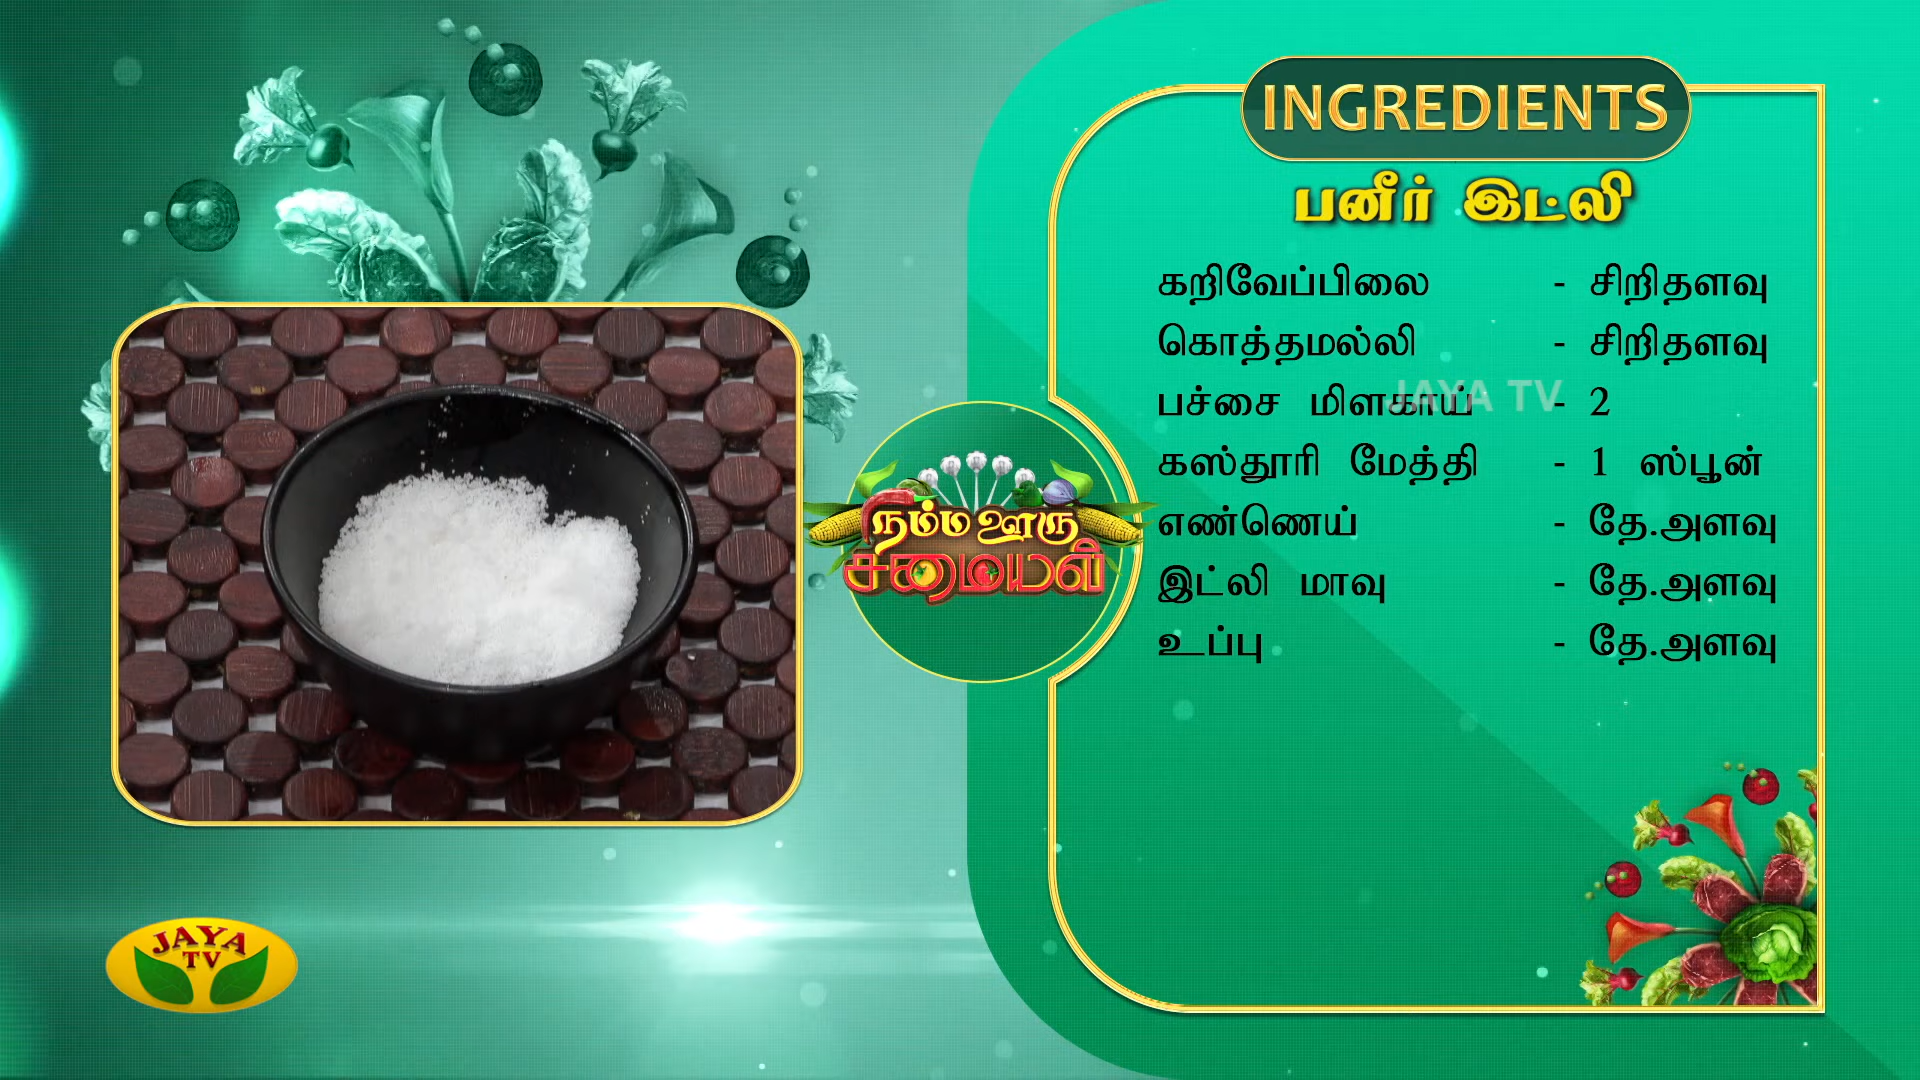 INGREDIENTS
பனீர் இட்லி
கறிவேப்பிலை - சிறிதளவு
கொத்தமல்லி - சிறிதளவு
பச்சை மிளகாய் - 2
கஸ்தூரி மேத்தி - 1 ஸ்பூன்
எண்ணெய் - தே.அளவு
இட்லி மாவு - தே.அளவு
உப்பு - தே.அளவு
JAYA TV
நம்ம ஊரு
சமையல்
JAYA
TV